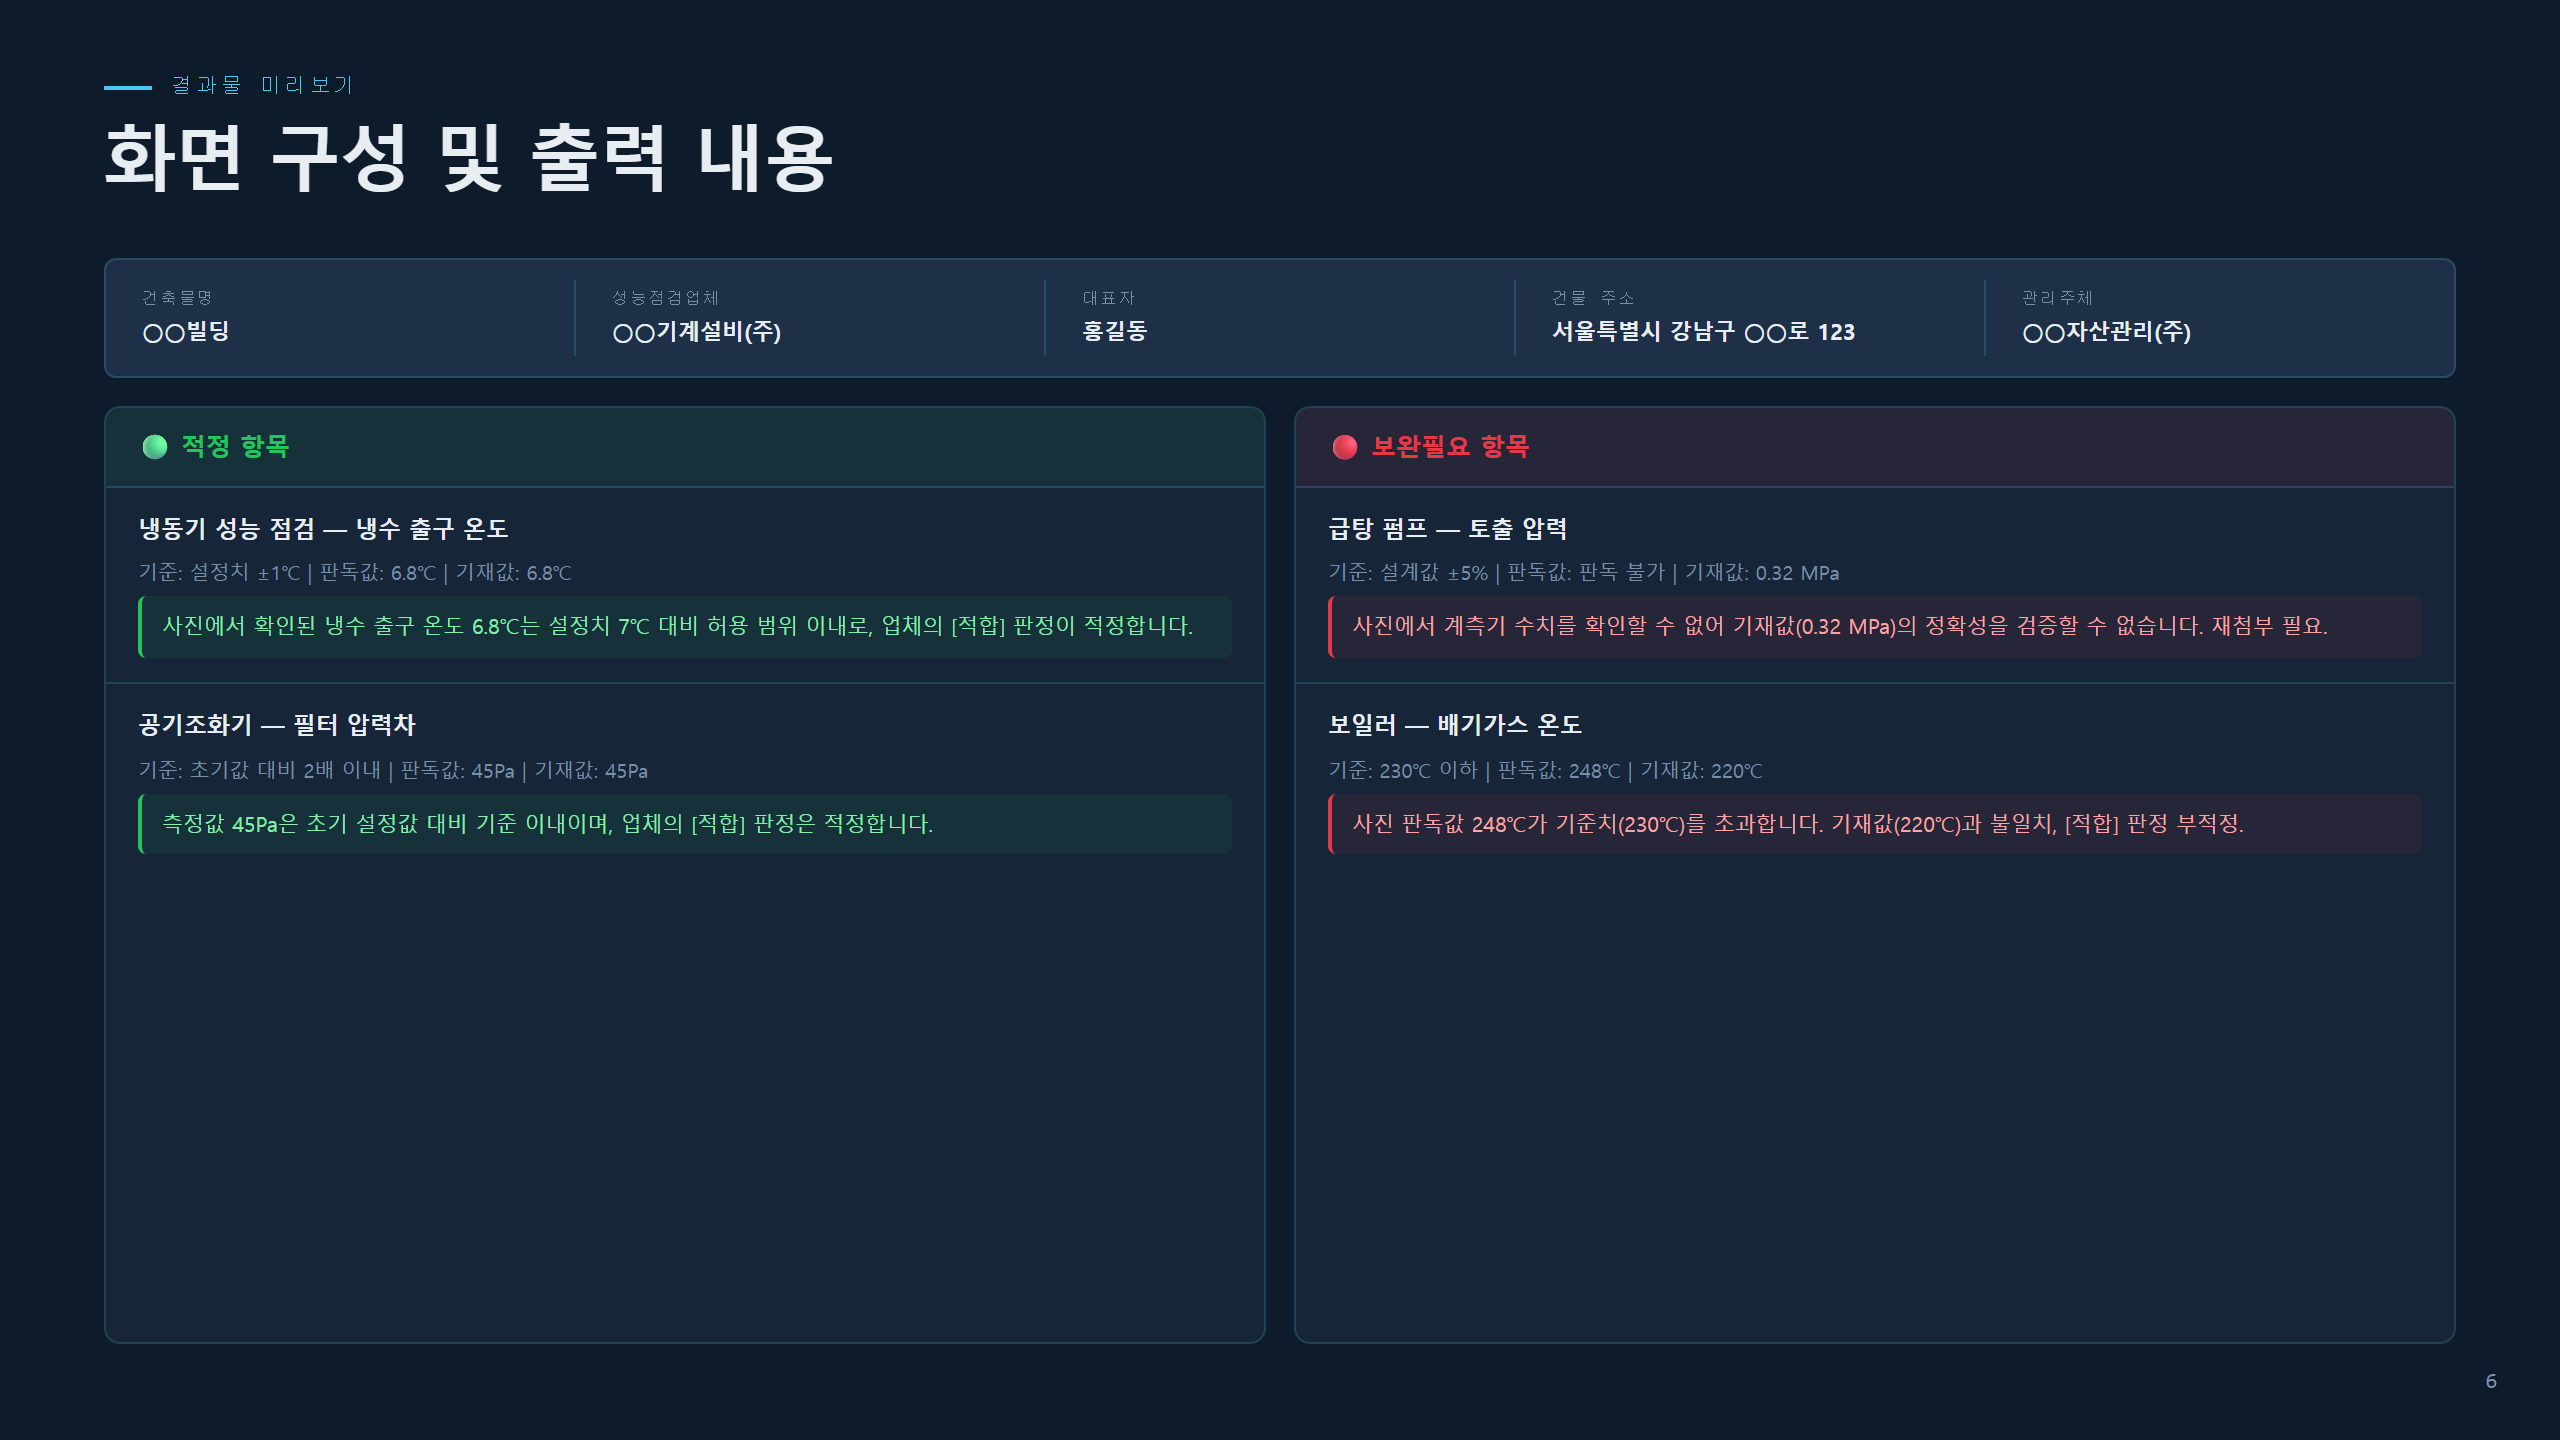 결과물 미리보기
화면 구성 및 출력 내용
건축물명
○○빌딩
성능점검업체
○○기계설비(주)
대표자
홍길동
건물 주소
서울특별시 강남구 ○○로 123
관리주체
○○자산관리(주)
적정 항목
냉동기 성능 점검 — 냉수 출구 온도
기준: 설정치 ±1℃ | 판독값: 6.8℃ | 기재값: 6.8℃
사진에서 확인된 냉수 출구 온도 6.8℃는 설정치 7℃ 대비 허용 범위 이내로, 업체의 [적합] 판정이 적정합니다.
공기조화기 — 필터 압력차
기준: 초기값 대비 2배 이내 | 판독값: 45Pa | 기재값: 45Pa
측정값 45Pa은 초기 설정값 대비 기준 이내이며, 업체의 [적합] 판정은 적정합니다.
보완필요 항목
급탕 펌프 — 토출 압력
기준: 설계값 ±5% | 판독값: 판독 불가 | 기재값: 0.32 MPa
사진에서 계측기 수치를 확인할 수 없어 기재값(0.32 MPa)의 정확성을 검증할 수 없습니다. 재첨부 필요.
보일러 — 배기가스 온도
기준: 230℃ 이하 | 판독값: 248℃ | 기재값: 220℃
사진 판독값 248℃가 기준치(230℃)를 초과합니다. 기재값(220℃)과 불일치, [적합] 판정 부적정.
6